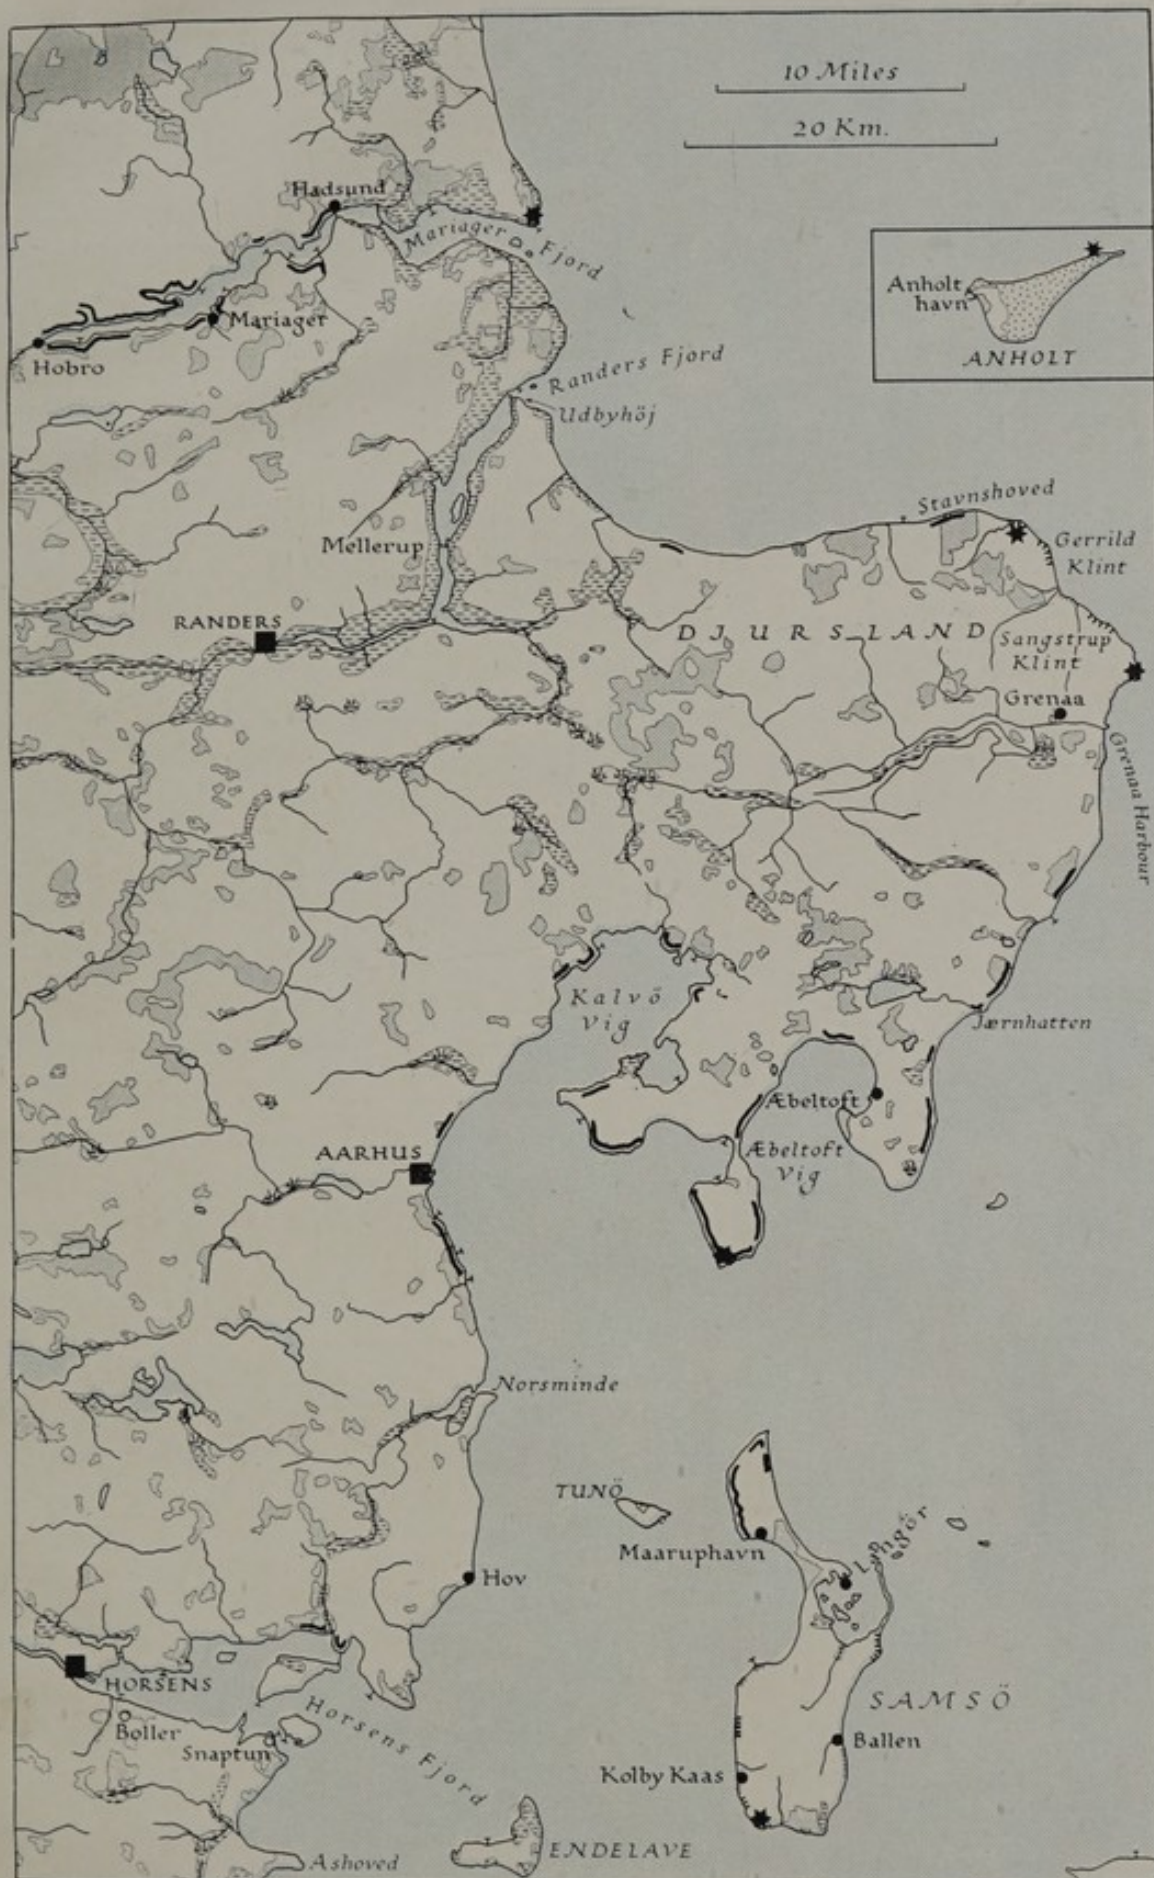 10 Miles
20 Km.
Hadsund
Mariager Fjord
Anholt
havn
ANHOLT
Mariager
Hobro
Randers Fjord
Udbyhöj
Stavnshoved
Mellerup
Gerrild
Klint
RANDERS
DJURSLAND
Sangstrup
Klint
Grenaa
Grenaa Harbour
Kalvö
Vig
Jærnhatten
Æbeltoft
AARHUS
Æbeltoft
Vig
Norsminde
TUNÖ
Maaruphavn
Langör
Hov
HORSENS
SAMSÖ
Horsens Fjord
Boller
Snaptun
Ballen
Kolby Kaas
ENDELAVE
Ashoved